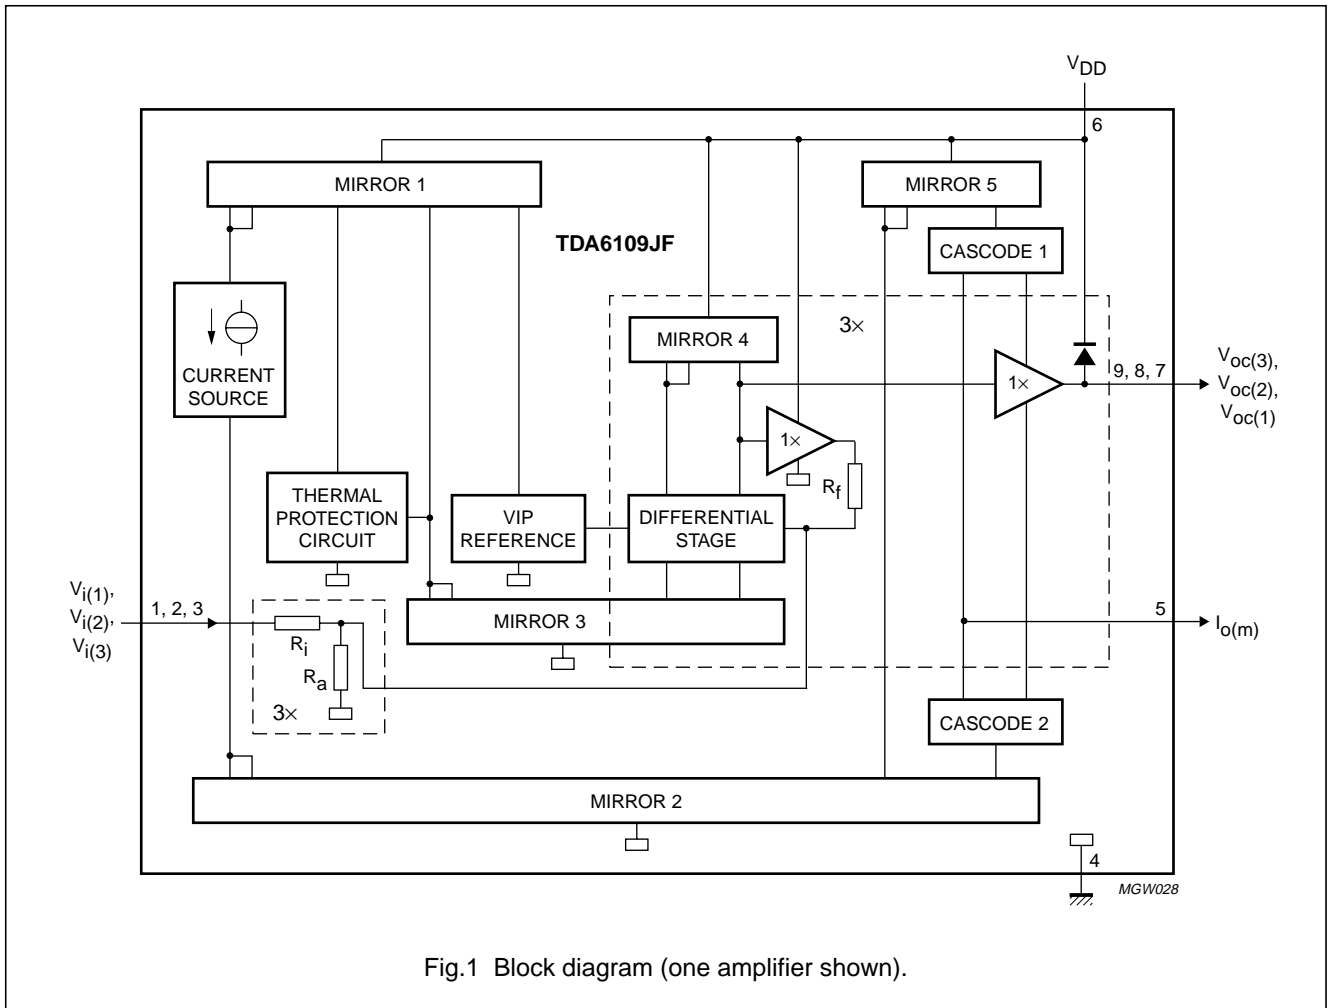 VDD
6
MIRROR 1
MIRROR 5
TDA6109JF
CASCODE 1
3×
MIRROR 4
CURRENT
SOURCE
1×
9, 8, 7
Voc(3),
Voc(2),
Voc(1)
1×
Rf
THERMAL
PROTECTION
CIRCUIT
VIP
REFERENCE
DIFFERENTIAL
STAGE
Vi(1),
Vi(2),
Vi(3)
1, 2, 3
MIRROR 3
5
Io(m)
Ri
Ra
3×
CASCODE 2
MIRROR 2
4
MGW028
Fig.1 Block diagram (one amplifier shown).